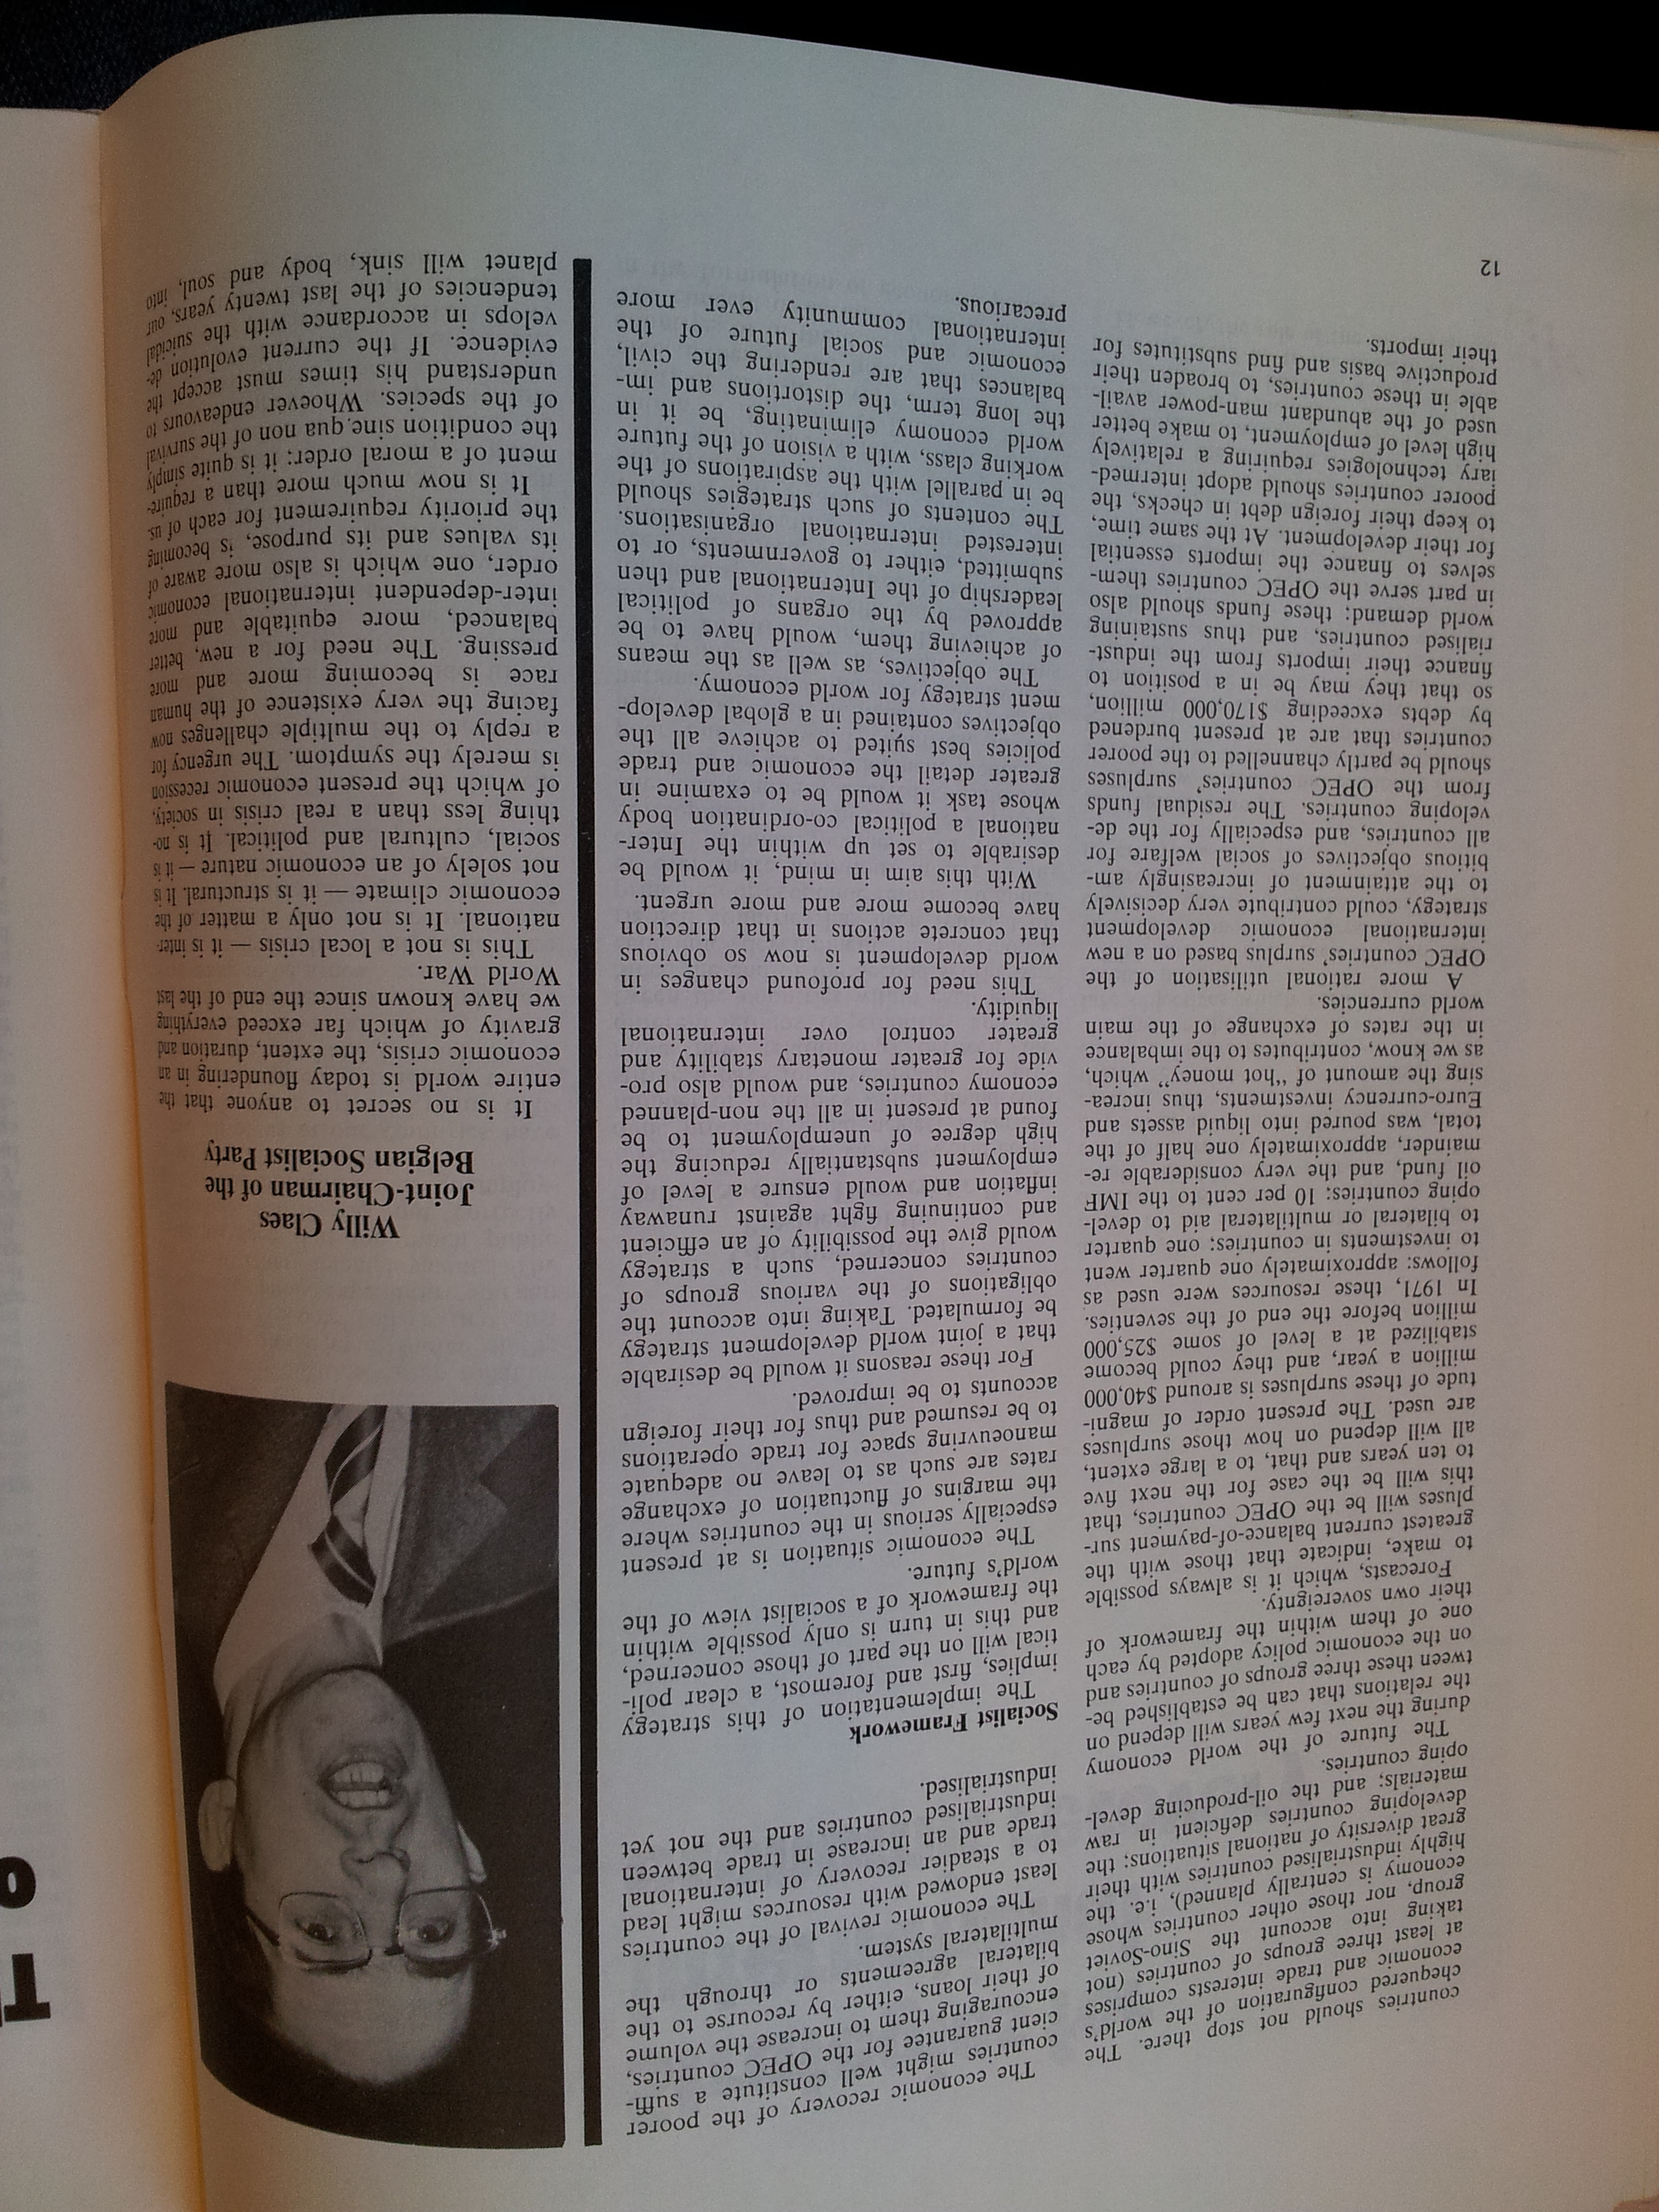 countries should not stop there. The
chequered configuration of the world's
economic and trade interests comprises
at least three groups of countries (not
taking into account the Sino-Soviet
group, nor those other countries whose
economy is centrally planned), i.e. the
highly industrialised countries with their
great diversity of national situations; the
developing countries deficient in raw
materials; and the oil-producing devel-
oping countries.
The future of the world economy
during the next few years will depend on
the relations that can be established be-
tween these three groups of countries and
on the economic policy adopted by each
one of them within the framework of
their own sovereignty.
Forecasts, which it is always possible
to make, indicate that those with the
greatest current balance-of-payment sur-
pluses will be the OPEC countries, that
this will be the case for the next five
to ten years and that, to a large extent,
all will depend on how those surpluses
are used. The present order of magni-
tude of these surpluses is around $40,000
million a year, and they could become
stabilized at a level of some $25,000
million before the end of the seventies.
In 1971, these resources were used as
follows: approximately one quarter went
to investments in countries; one quarter
to bilateral or multilateral aid to devel-
oping countries; 10 per cent to the IMF
oil fund, and the very considerable re-
mainder, approximately one half of the
total, was poured into liquid assets and
Euro-currency investments, thus increa-
sing the amount of "hot money" which,
as we know, contributes to the imbalance
in the rates of exchange of the main
world currencies.
A more rational utilisation of the
OPEC countries' surplus based on a new
international economic development
strategy, could contribute very decisively
to the attainment of increasingly am-
bitious objectives of social welfare for
all countries, and especially for the de-
veloping countries. The residual funds
from the OPEC countries' surpluses
should be partly channelled to the poorer
countries that are at present burdened
by debts exceeding $170,000 million,
so that they may be in a position to
finance their imports from the indust-
rialised countries, and thus sustaining
world demand; these funds should also
in part serve the OPEC countries them-
selves to finance the imports essential
for their development. At the same time,
to keep their foreign debt in checks, the
poorer countries should adopt intermed-
iary technologies requiring a relatively
high level of employment, to make better
used of the abundant man-power avail-
able in these countries, to broaden their
productive basis and find substitutes for
their imports.
12
The economic recovery of the poorer
countries might well constitute a suffi-
cient guarantee for the OPEC countries,
encouraging them to increase the volume
of their loans, either by recourse to the
bilateral agreements or through the
multilateral system.
The economic revival of the countries
least endowed with resources might lead
to a steadier recovery of international
trade and an increase in trade between
industrialised countries and the not yet
industrialised.
Socialist Framework
The implementation of this strategy
implies, first and foremost, a clear poli-
tical will on the part of those concerned,
and this in turn is only possible within
the framework of a socialist view of the
world's future.
The economic situation is at present
especially serious in the countries where
the margins of fluctuation of exchange
rates are such as to leave no adequate
manoeuvring space for trade operations
to be resumed and thus for their foreign
accounts to be improved.
For these reasons it would be desirable
that a joint world development strategy
be formulated. Taking into account the
obligations of the various groups of
countries concerned, such a strategy
would give the possibility of an efficient
and continuing fight against runaway
inflation and would ensure a level of
employment substantially reducing the
high degree of unemployment to be
found at present in all the non-planned
economy countries, and would also pro-
vide for greater monetary stability and
greater control over international
liquidity.
This need for profound changes in
world development is now so obvious
that concrete actions in that direction
have become more and more urgent.
With this aim in mind, it would be
desirable to set up within the Inter-
national a political co-ordination body
whose task it would be to examine in
greater detail the economic and trade
policies best suited to achieve all the
objectives contained in a global develop-
ment strategy for world economy.
The objectives, as well as the means
of achieving them, would have to be
approved by the organs of political
leadership of the International and then
submitted, either to governments, or to
interested international organisations.
The contents of such strategies should
be in parallel with the aspirations of the
working class, with a vision of the future
world economy eliminating, be it in
the long term, the distortions and im-
balances that are rendering the civil,
economic and social future of the
international community ever more
precarious.
Willy Claes
Joint-Chairman of the
Belgian Socialist Party
It is no secret to anyone that the
entire world is today floundering in an
economic crisis, the extent, duration and
gravity of which far exceed everything
we have known since the end of the last
World War.
This is not a local crisis — it is inter-
national. It is not only a matter of the
economic climate — it is structural. It is
not solely of an economic nature — it is
social, cultural and political. It is no-
thing less than a real crisis in society,
of which the present economic recession
is merely the symptom. The urgency for
a reply to the multiple challenges now
facing the very existence of the human
race is becoming more and more
pressing. The need for a new, better
balanced, more equitable and more
inter-dependent international economic
order, one which is also more aware of
its values and its purpose, is becoming
the priority requirement for each of us.
It is now much more than a require-
ment of a moral order; it is quite simply
the condition sine qua non of the survival
of the species. Whoever endeavours to
understand his times must accept the
evidence. If the current evolution de-
velops in accordance with the suicidal
tendencies of the last twenty years, our
planet will sink, body and soul, into